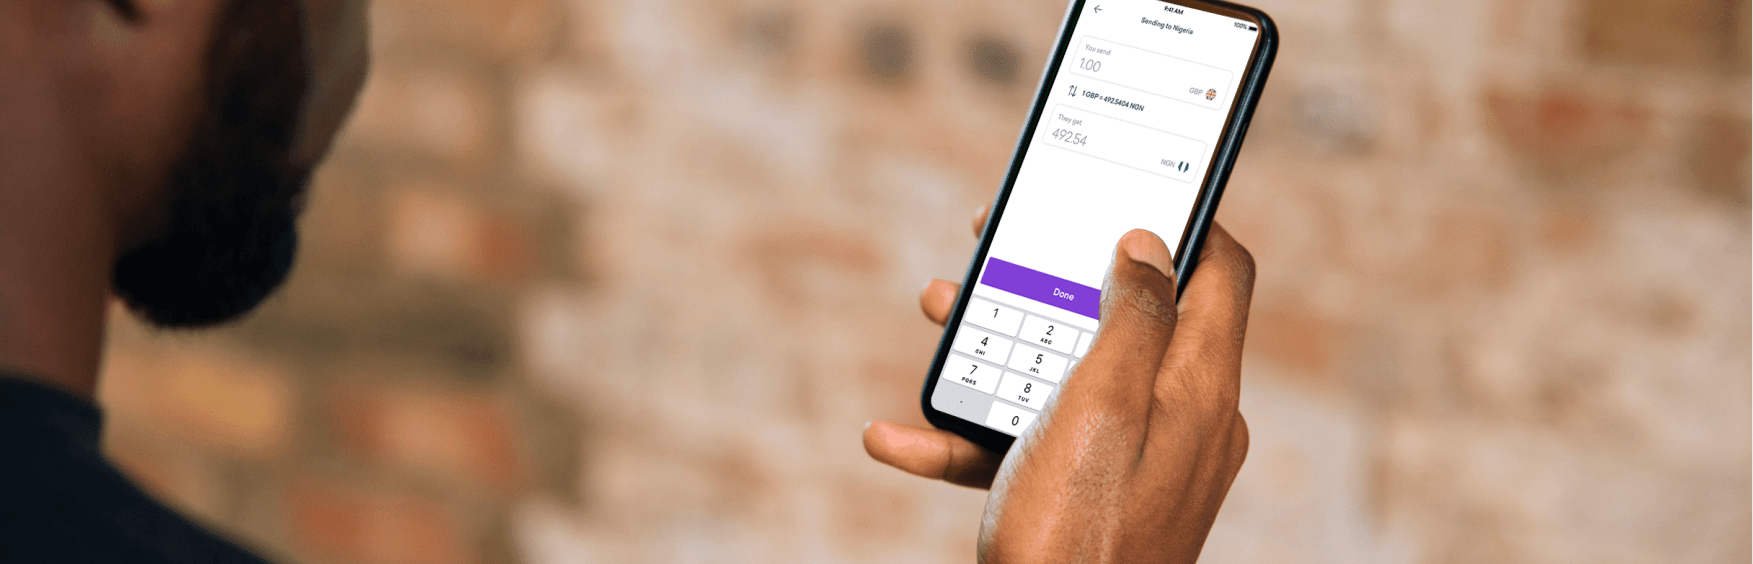 9:41 AM
100%
Sending to Nigeria
You send
1.00
GBP
1 GBP = 492.5404 NGN
They get
492.54
NGN
Done
1
2
ABC
4
GHI
5
JKL
7
PQRS
8
TUV
.
0